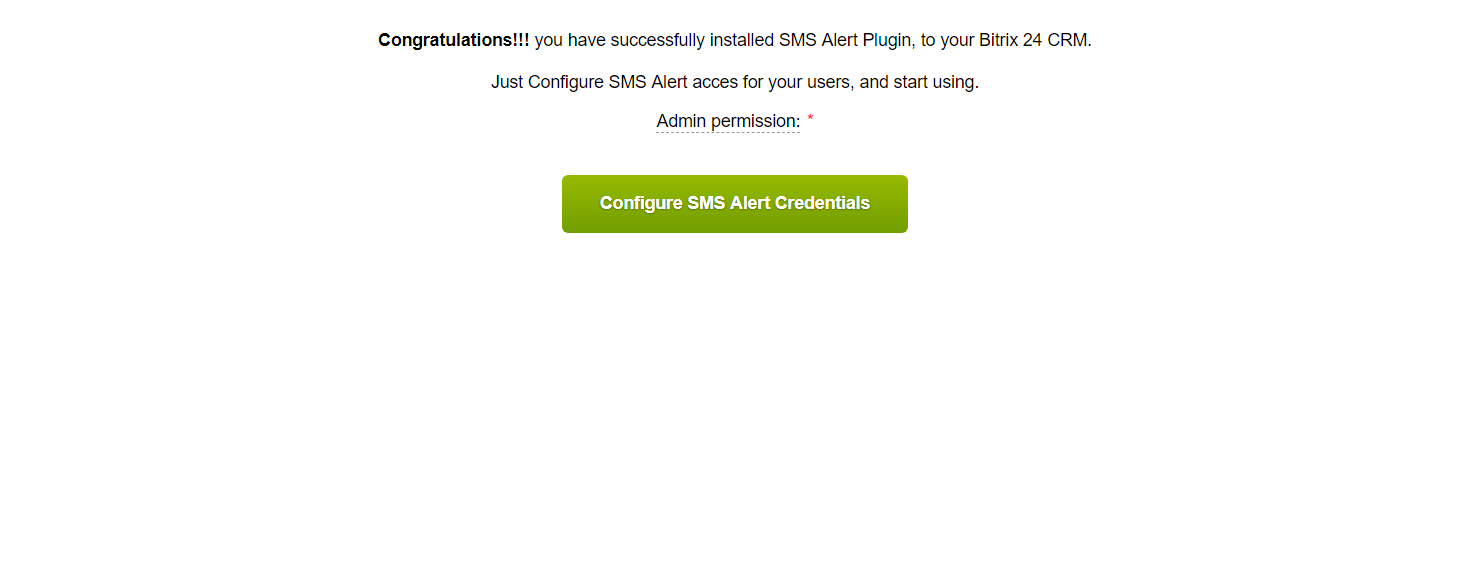 Congratulations!!! you have successfully installed SMS Alert Plugin, to your Bitrix 24 CRM.
Just Configure SMS Alert acces for your users, and start using.
Admin permission: *
Configure SMS Alert Credentials